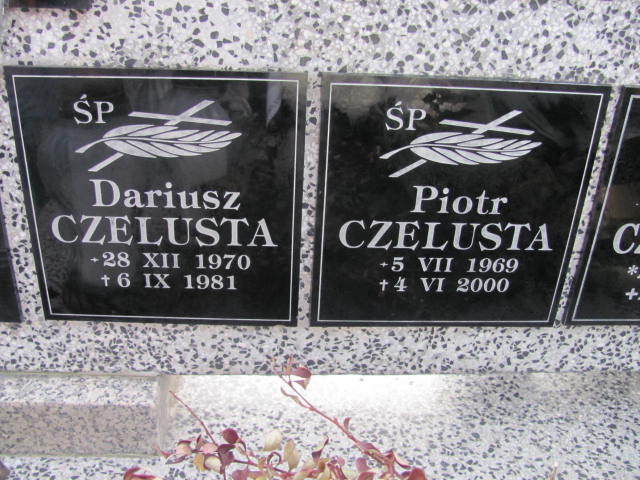 ŚP
Dariusz
CZELUSTA
*28 XII 1970
† 6 IX 1981
ŚP
Piotr
CZELUSTA
*5 VII 1969
† 4 VI 2000